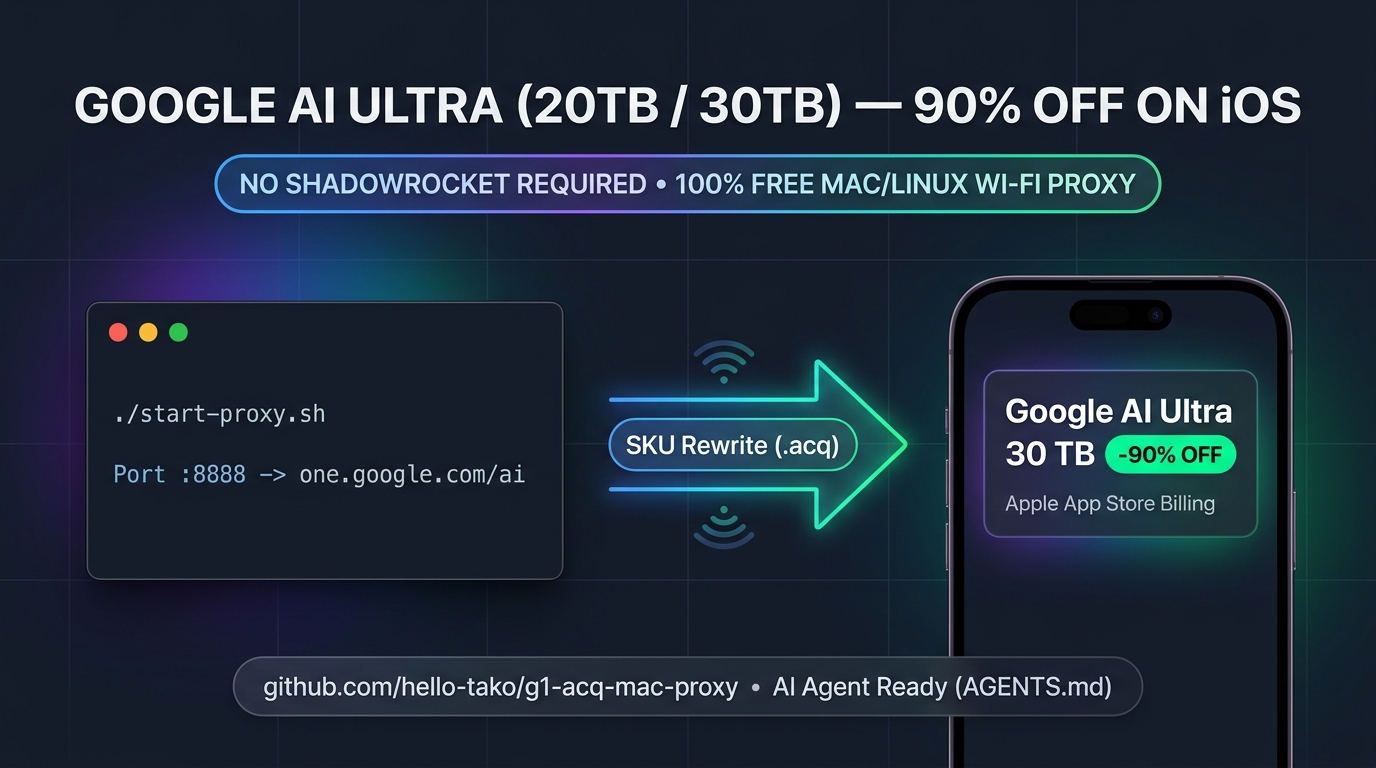 GOOGLE AI ULTRA (20TB / 30TB) — 90% OFF ON iOS
NO SHADOWROCKET REQUIRED • 100% FREE MAC/LINUX WI-FI PROXY
./start-proxy.sh
Port :8888 -> one.google.com/ai
SKU Rewrite (.acq)
Google AI Ultra
30 TB -90% OFF
Apple App Store Billing
github.com/hello-tako/g1-acq-mac-proxy • AI Agent Ready (AGENTS.md)